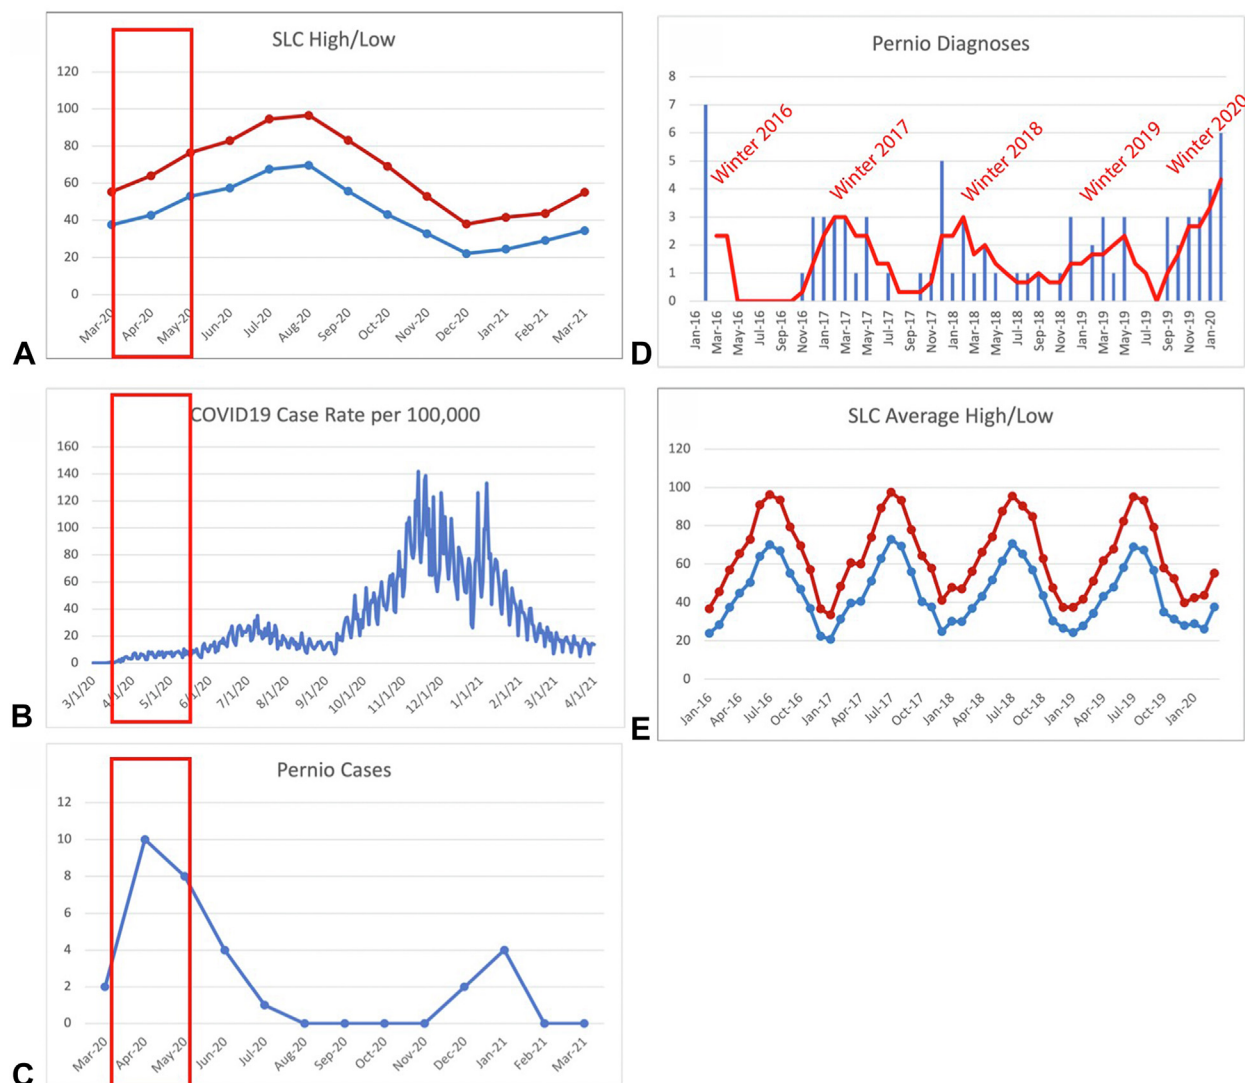 SLC High/Low
120
100
80
60
40
20
0
Mar-20 Apr-20 May-20 Jun-20 Jul-20 Aug-20 Sep-20 Oct-20 Nov-20 Dec-20 Jan-21 Feb-21 Mar-21
A
COVID19 Case Rate per 100,000
160
140
120
100
80
60
40
20
0
3/1/20 4/1/20 5/1/20 6/1/20 7/1/20 8/1/20 9/1/20 10/1/20 11/1/20 12/1/20 1/1/21 2/1/21 3/1/21 4/1/21
B
Pernio Cases
12
10
8
6
4
2
0
Mar-20 Apr-20 May-20 Jun-20 Jul-20 Aug-20 Sep-20 Oct-20 Nov-20 Dec-20 Jan-21 Feb-21 Mar-21
C
Pernio Diagnoses
8
7
6
5
4
3
2
1
0
Winter 2016
Winter 2017
Winter 2018
Winter 2019
Winter 2020
Jan-16 Mar-16 May-16 Jul-16 Sep-16 Nov-16 Jan-17 Mar-17 May-17 Jul-17 Sep-17 Nov-17 Jan-18 Mar-18 May-18 Jul-18 Sep-18 Nov-18 Jan-19 Mar-19 May-19 Jul-19 Sep-19 Nov-19 Jan-20
D
SLC Average High/Low
120
100
80
60
40
20
0
Jan-16 Apr-16 Jul-16 Oct-16 Jan-17 Apr-17 Jul-17 Oct-17 Jan-18 Apr-18 Jul-18 Oct-18 Jan-19 Apr-19 Jul-19 Oct-19 Jan-20
E